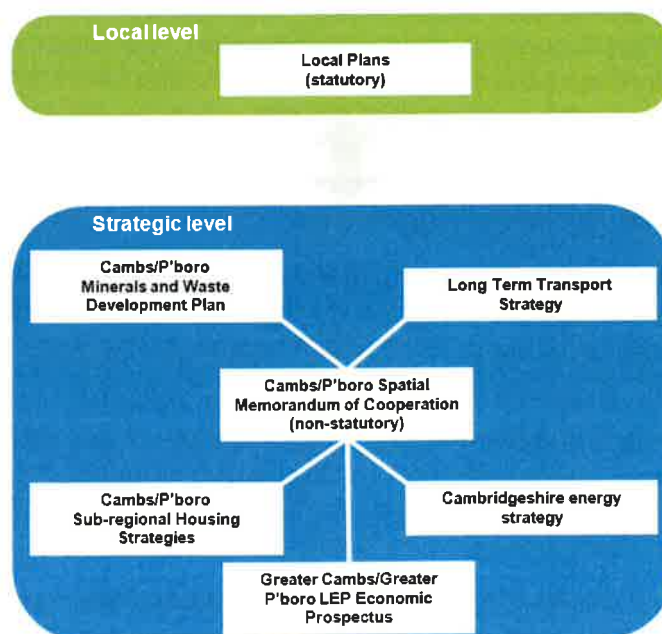 Local level
Local Plans
(statutory)
Strategic level
Cambs/P'boro
Minerals and Waste
Development Plan
Long Term Transport
Strategy
Cambs/P'boro Spatial
Memorandum of Cooperation
(non-statutory)
Cambs/P'boro
Sub-regional Housing
Strategies
Cambridgeshire energy
strategy
Greater Cambs/Greater
P'boro LEP Economic
Prospectus